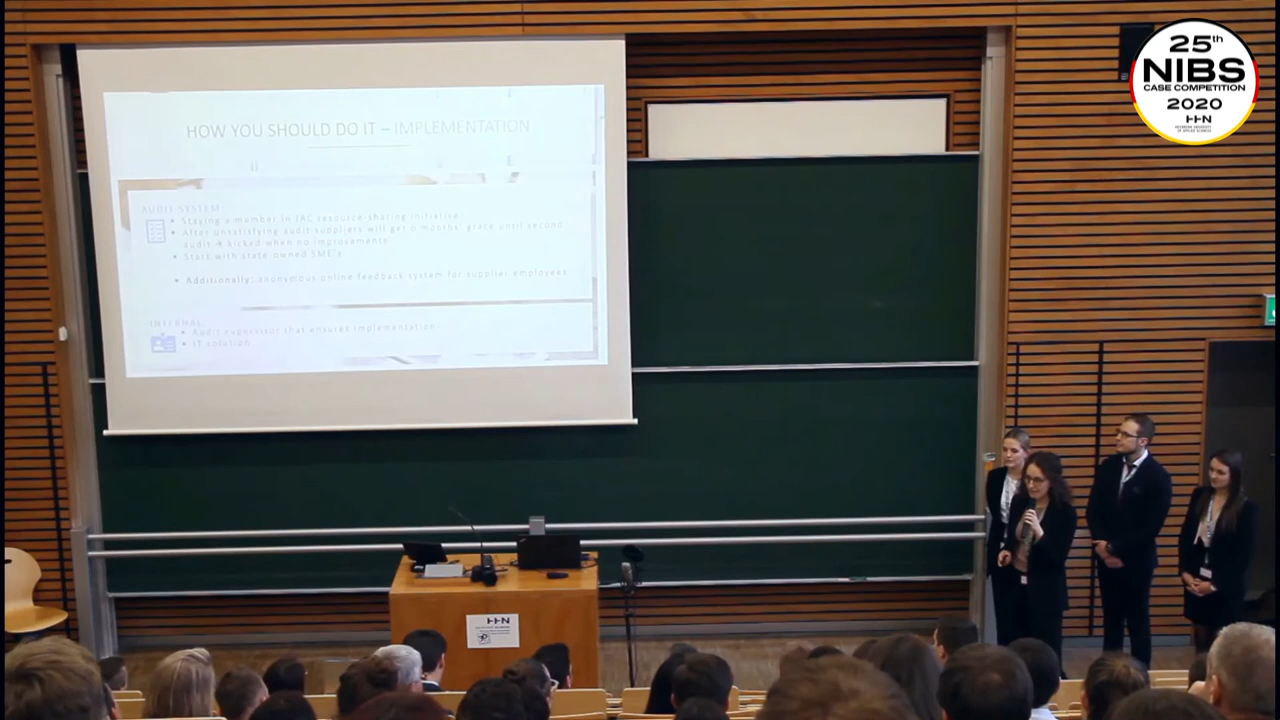 25th
NIBS
CASE COMPETITION
2020
HHN
HOW YOU SHOULD DO IT – IMPLEMENTATION
AUDIT SYSTEM:
• Staying a member in IAC resource-sharing initiative
• After unsatisfying audit suppliers will get 6 months' grace until second
audit → kicked when no improvements
• Start with state owned SME's
• Additionally: anonymous online feedback system for supplier employees
INTERNAL:
• Audit supervisor that ensures implementation
• IT solution
HHN